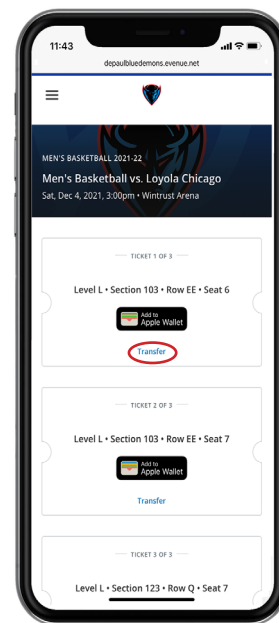 11:43
depaulbluedemons.evenue.net
MEN'S BASKETBALL 2021-22
Men's Basketball vs. Loyola Chicago
Sat, Dec 4, 2021, 3:00pm • Wintrust Arena
TICKET 1 OF 3
Level L • Section 103 • Row EE • Seat 6
Add to
Apple Wallet
Transfer
TICKET 2 OF 3
Level L • Section 103 • Row EE • Seat 7
Add to
Apple Wallet
Transfer
TICKET 3 OF 3
Level L • Section 123 • Row Q • Seat 7